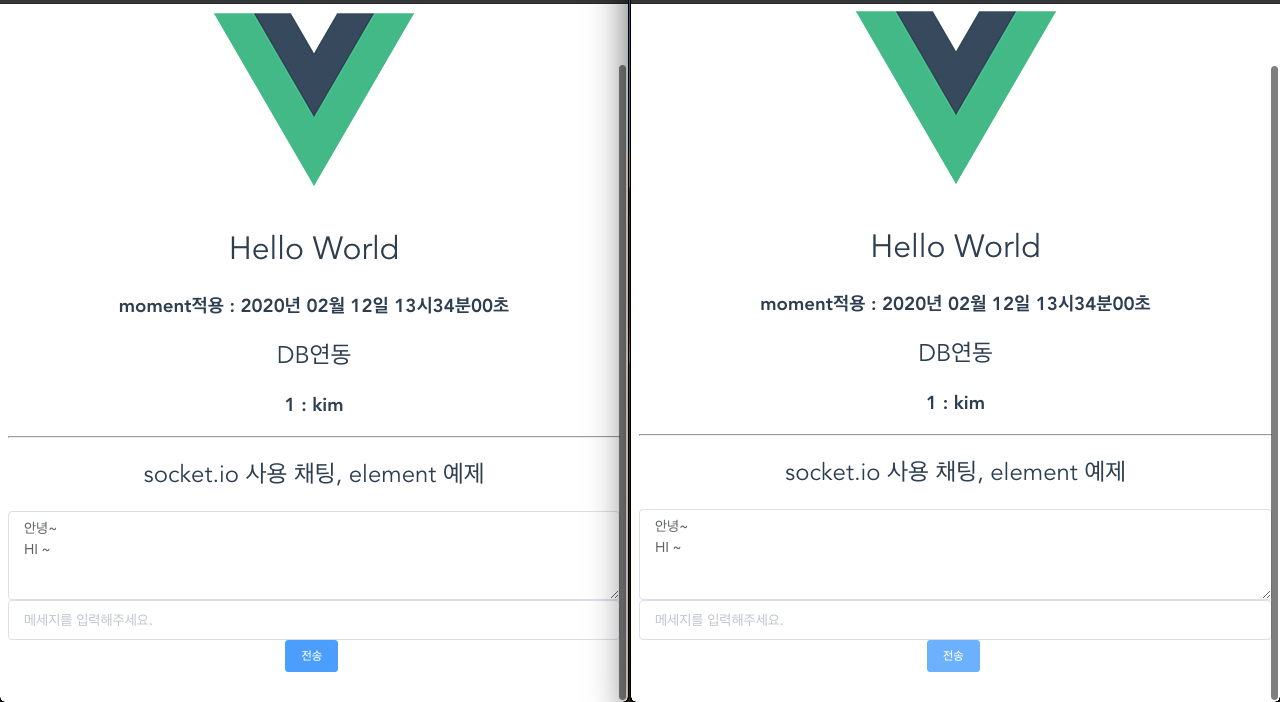 Hello World
moment적용 : 2020년 02월 12일 13시34분00초
DB연동
1 : kim
socket.io 사용 채팅, element 예제
안녕~
HI ~
메세지를 입력해주세요.
전송
Hello World
moment적용 : 2020년 02월 12일 13시34분00초
DB연동
1 : kim
socket.io 사용 채팅, element 예제
안녕~
HI ~
메세지를 입력해주세요.
전송